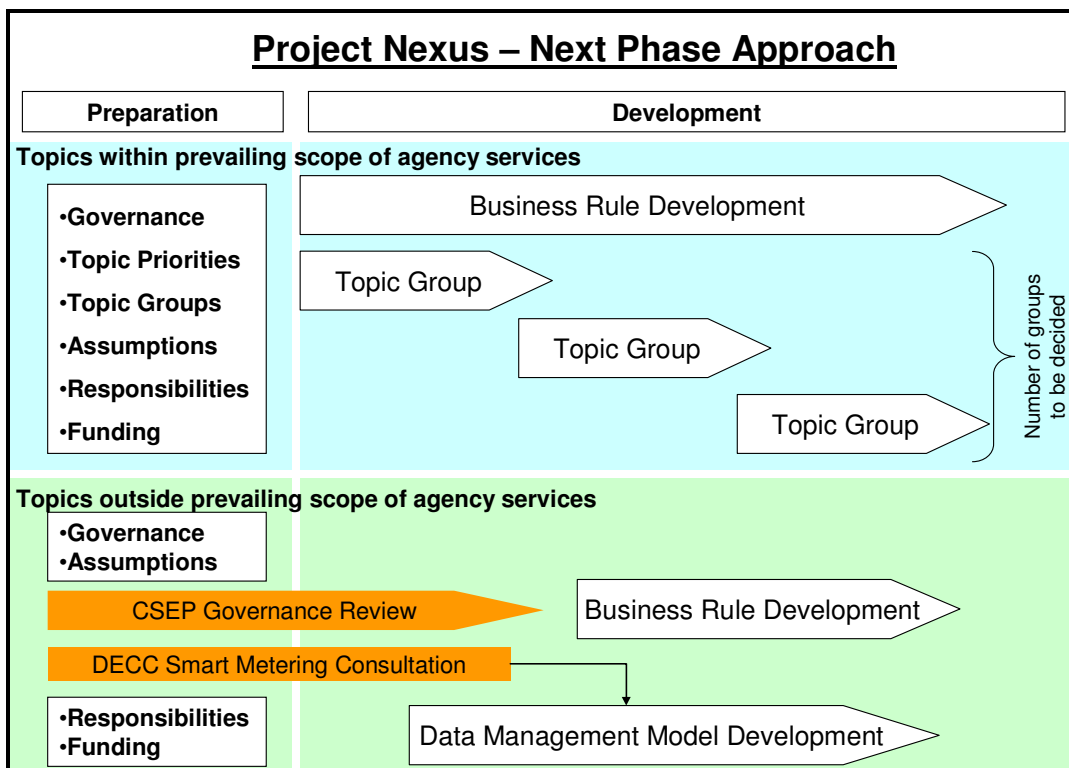 Project Nexus – Next Phase Approach
Preparation
Development
Topics within prevailing scope of agency services
•Governance
•Topic Priorities
•Topic Groups
•Assumptions
•Responsibilities
•Funding
Business Rule Development
Topic Group
Topic Group
Topic Group
Number of groups
to be decided
Topics outside prevailing scope of agency services
•Governance
•Assumptions
CSEP Governance Review
Business Rule Development
DECC Smart Metering Consultation
•Responsibilities
•Funding
Data Management Model Development